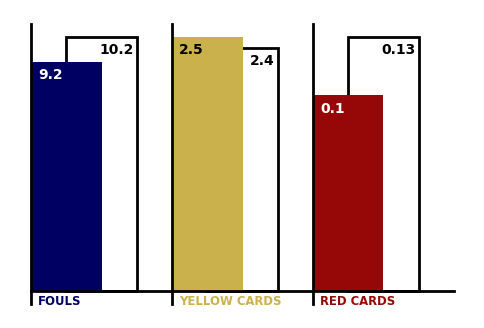 10.2
9.2
2.5
2.4
0.13
0.1
FOULS
YELLOW CARDS
RED CARDS